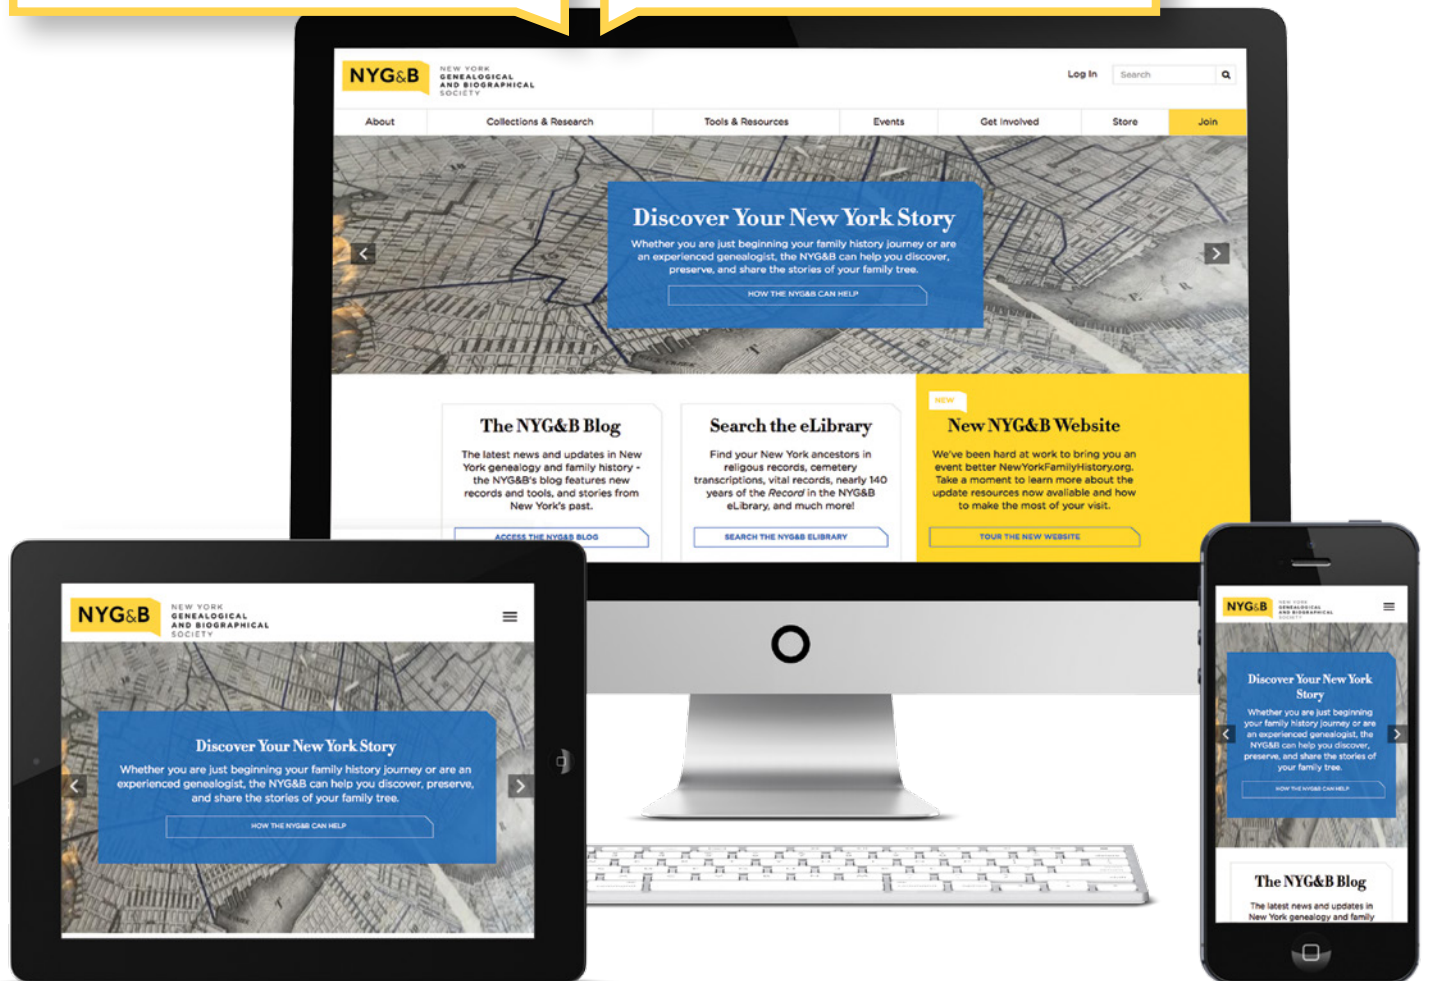 NYG&B
NEW YORK
GENEALOGICAL
AND BIOGRAPHICAL
SOCIETY
Log In
Search
About
Collections & Research
Tools & Resources
Events
Get Involved
Store
Join
Discover Your New York Story
Whether you are just beginning your family history journey or are
an experienced genealogist, the NYG&B can help you discover,
preserve, and share the stories of your family tree.
HOW THE NYG&B CAN HELP
The NYG&B Blog
The latest news and updates in New
York genealogy and family history -
the NYG&B's blog features new
records and tools, and stories from
New York's past.
ACCESS THE NYG&B BLOG
Search the eLibrary
Find your New York ancestors in
religous records, cemetery
transcriptions, vital records, nearly 140
years of the Record in the NYG&B
eLibrary, and much more!
SEARCH THE NYG&B ELIBRARY
NEW
New NYG&B Website
We've been hard at work to bring you an
event better NewYorkFamilyHistory.org.
Take a moment to learn more about the
update resources now available and how
to make the most of your visit.
TOUR THE NEW WEBSITE
NYG&B
NEW YORK
GENEALOGICAL
AND BIOGRAPHICAL
SOCIETY
Discover Your New York Story
Whether you are just beginning your family history journey or are an
experienced genealogist, the NYG&B can help you discover, preserve,
and share the stories of your family tree.
HOW THE NYG&B CAN HELP
NYG&B
NEW YORK
GENEALOGICAL
AND BIOGRAPHICAL
SOCIETY
Discover Your New York
Story
Whether you are just beginning
your family history journey or are
an experienced genealogist, the
NYG&B can help you discover,
preserve, and share the stories of
your family tree.
HOW THE NYG&B CAN HELP
The NYG&B Blog
The latest news and updates in
New York genealogy and family